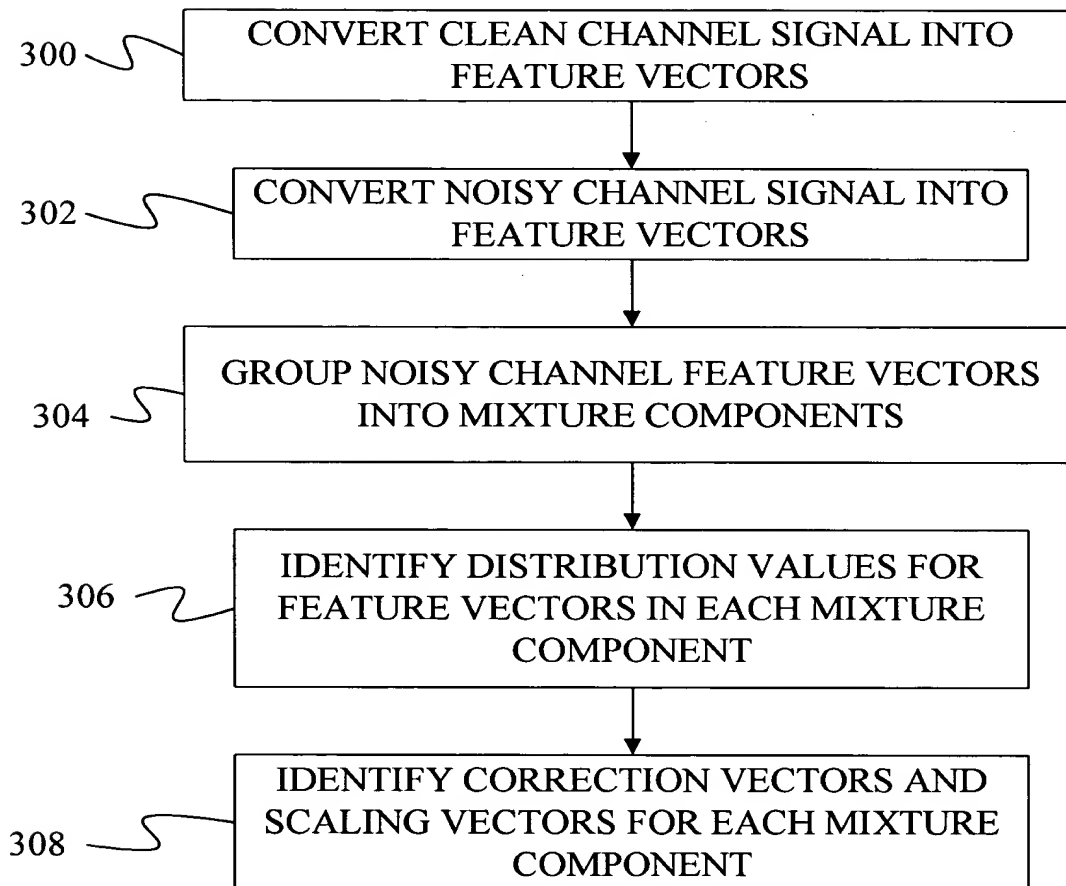 300
CONVERT CLEAN CHANNEL SIGNAL INTO
FEATURE VECTORS
302
CONVERT NOISY CHANNEL SIGNAL INTO
FEATURE VECTORS
304
GROUP NOISY CHANNEL FEATURE VECTORS
INTO MIXTURE COMPONENTS
306
IDENTIFY DISTRIBUTION VALUES FOR
FEATURE VECTORS IN EACH MIXTURE
COMPONENT
308
IDENTIFY CORRECTION VECTORS AND
SCALING VECTORS FOR EACH MIXTURE
COMPONENT